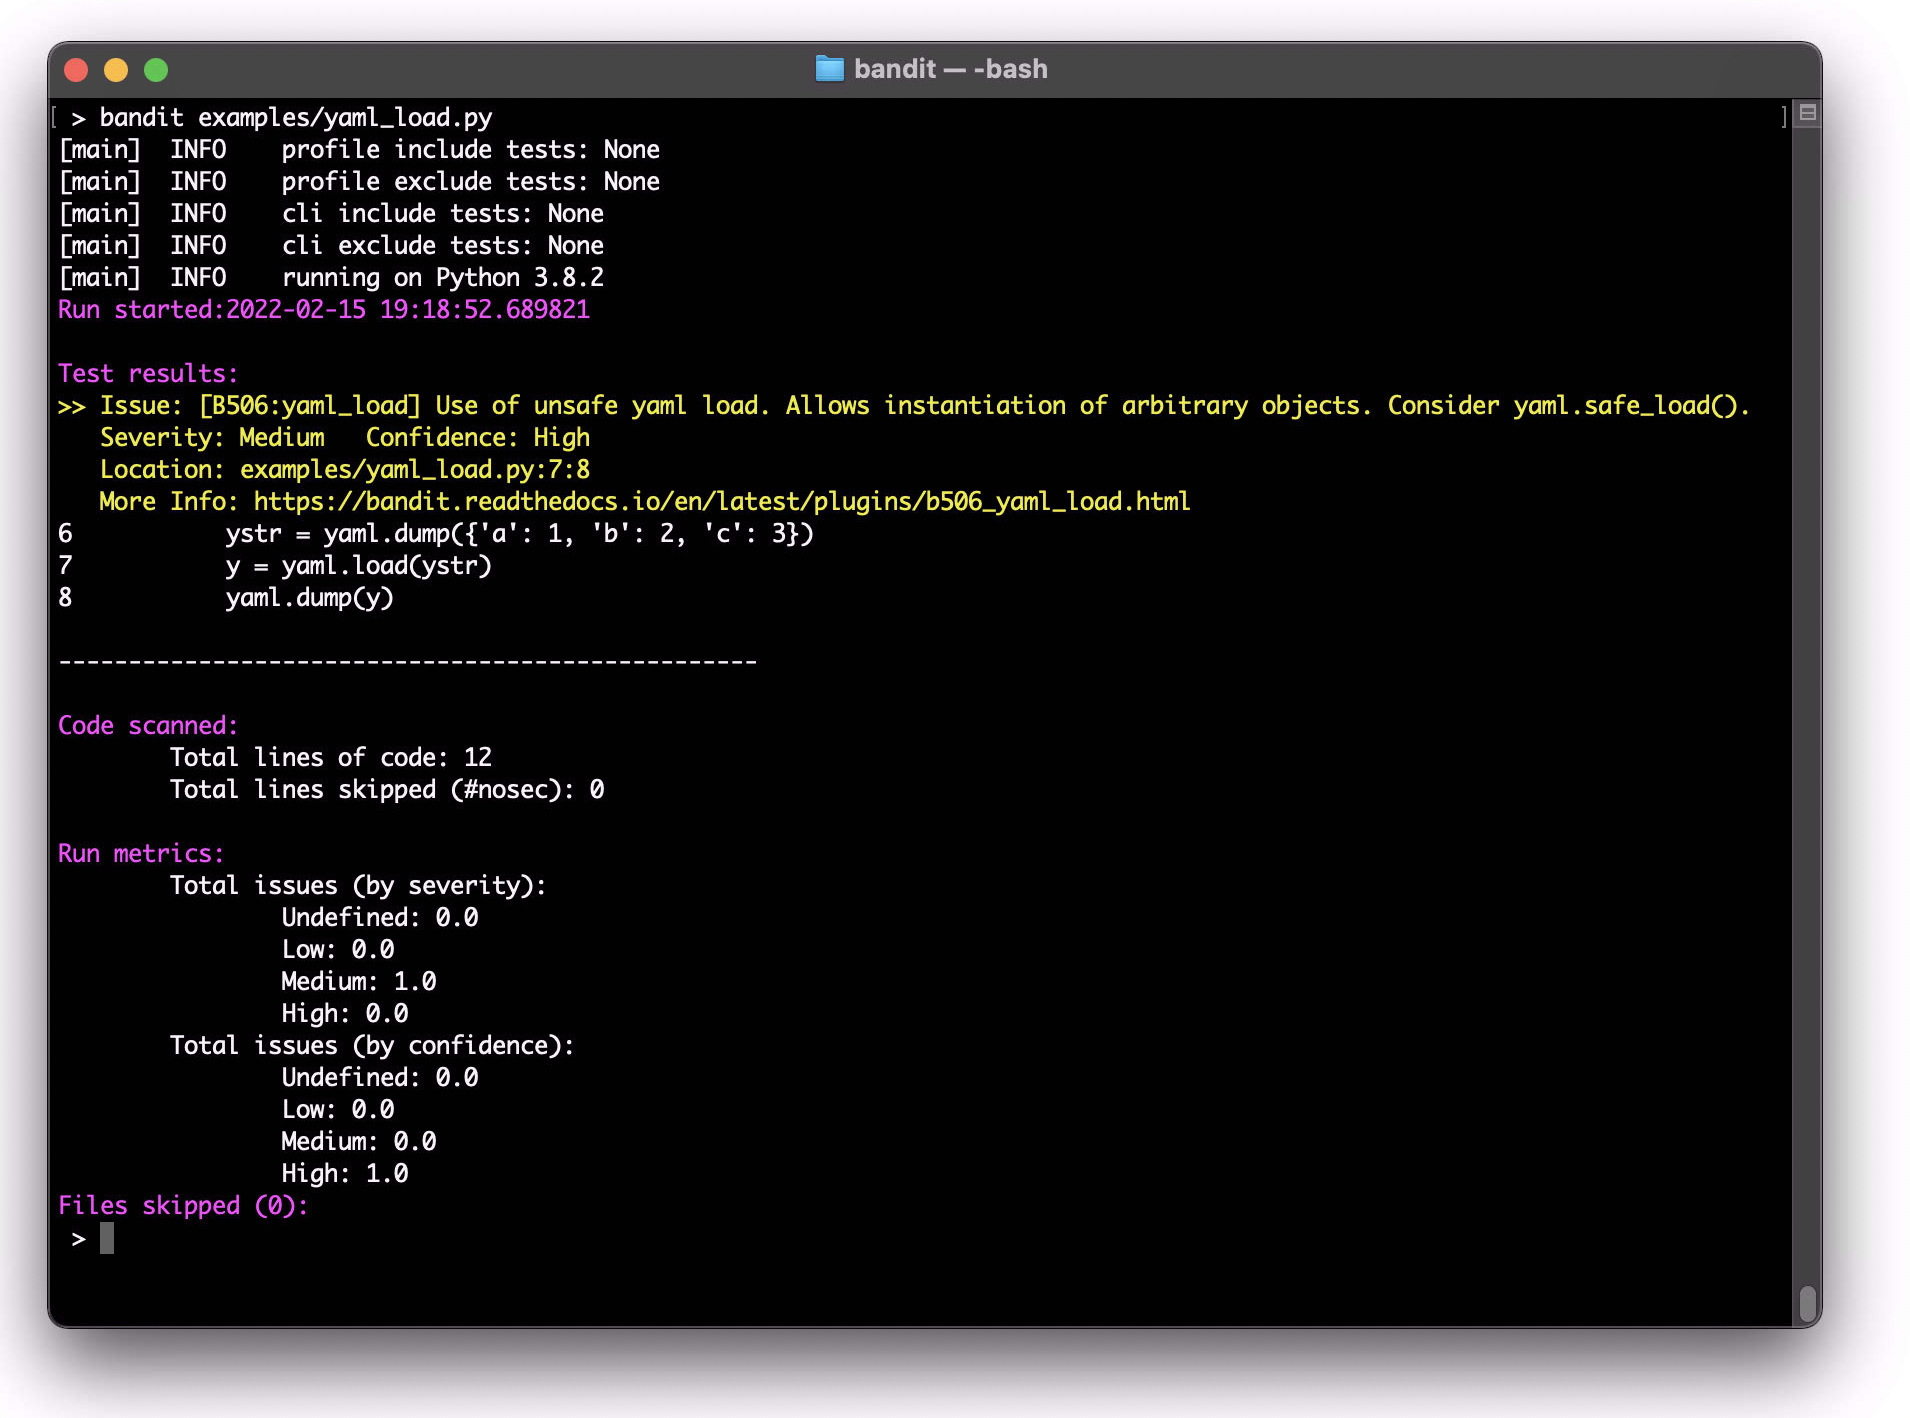 bandit — -bash
[ > bandit examples/yaml_load.py ]
[main]  INFO    profile include tests: None
[main]  INFO    profile exclude tests: None
[main]  INFO    cli include tests: None
[main]  INFO    cli exclude tests: None
[main]  INFO    running on Python 3.8.2
Run started:2022-02-15 19:18:52.689821
Test results:
>> Issue: [B506:yaml_load] Use of unsafe yaml load. Allows instantiation of arbitrary objects. Consider yaml.safe_load().
   Severity: Medium   Confidence: High
   Location: examples/yaml_load.py:7:8
   More Info: https://bandit.readthedocs.io/en/latest/plugins/b506_yaml_load.html
6           ystr = yaml.dump({'a': 1, 'b': 2, 'c': 3})
7           y = yaml.load(ystr)
8           yaml.dump(y)
--------------------------------------------------
Code scanned:
        Total lines of code: 12
        Total lines skipped (#nosec): 0
Run metrics:
        Total issues (by severity):
                Undefined: 0.0
                Low: 0.0
                Medium: 1.0
                High: 0.0
        Total issues (by confidence):
                Undefined: 0.0
                Low: 0.0
                Medium: 0.0
                High: 1.0
Files skipped (0):
 >